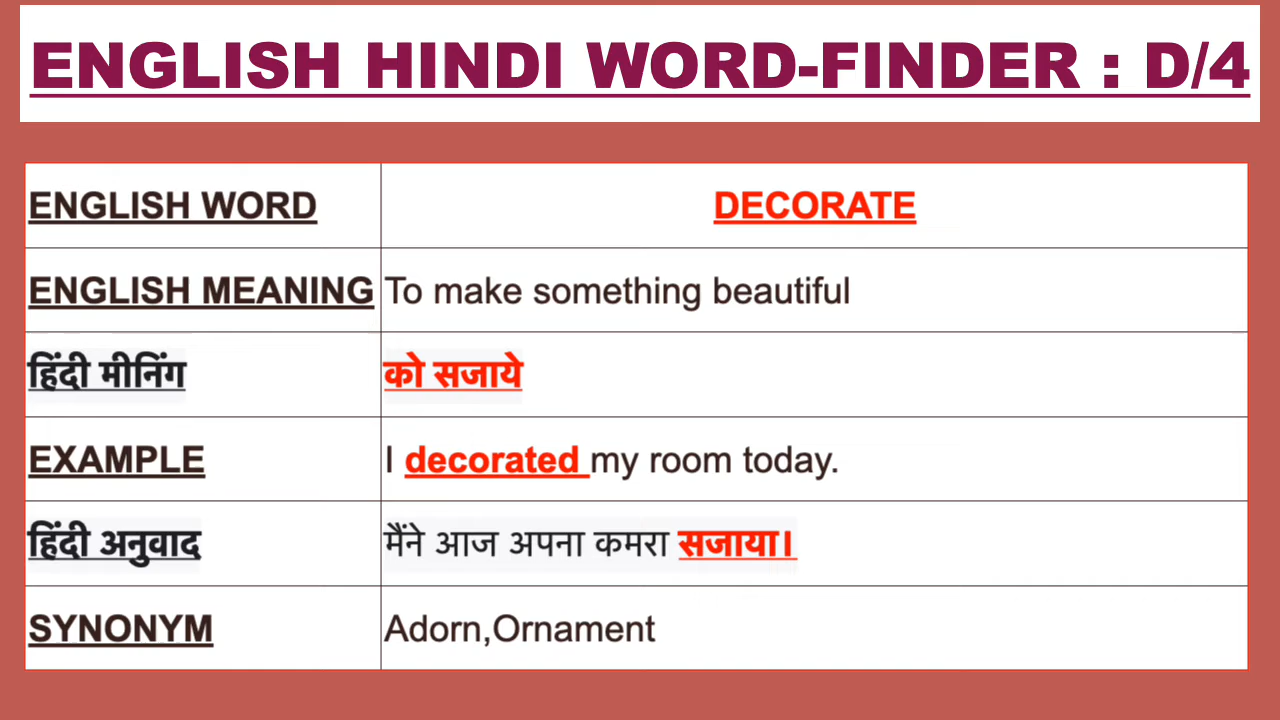 ENGLISH HINDI WORD-FINDER : D/4
ENGLISH WORD DECORATE
ENGLISH MEANING To make something beautiful
हिंदी मीनिंग को सजाये
EXAMPLE I decorated my room today.
हिंदी अनुवाद मैंने आज अपना कमरा सजाया।
SYNONYM Adorn,Ornament